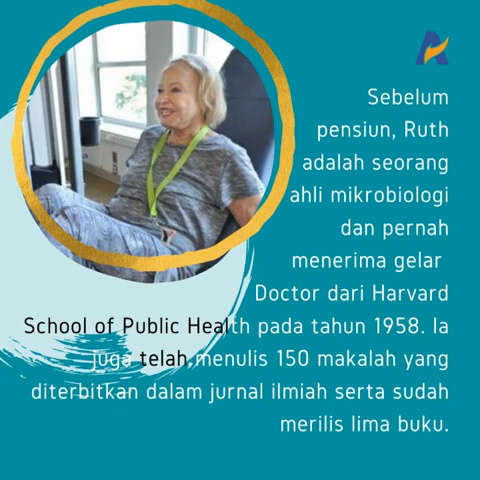 Sebelum
pensiun, Ruth
adalah seorang
ahli mikrobiologi
dan pernah
menerima gelar
Doctor dari Harvard
School of Public Health pada tahun 1958. Ia
juga telah menulis 150 makalah yang
diterbitkan dalam jurnal ilmiah serta sudah
merilis lima buku.